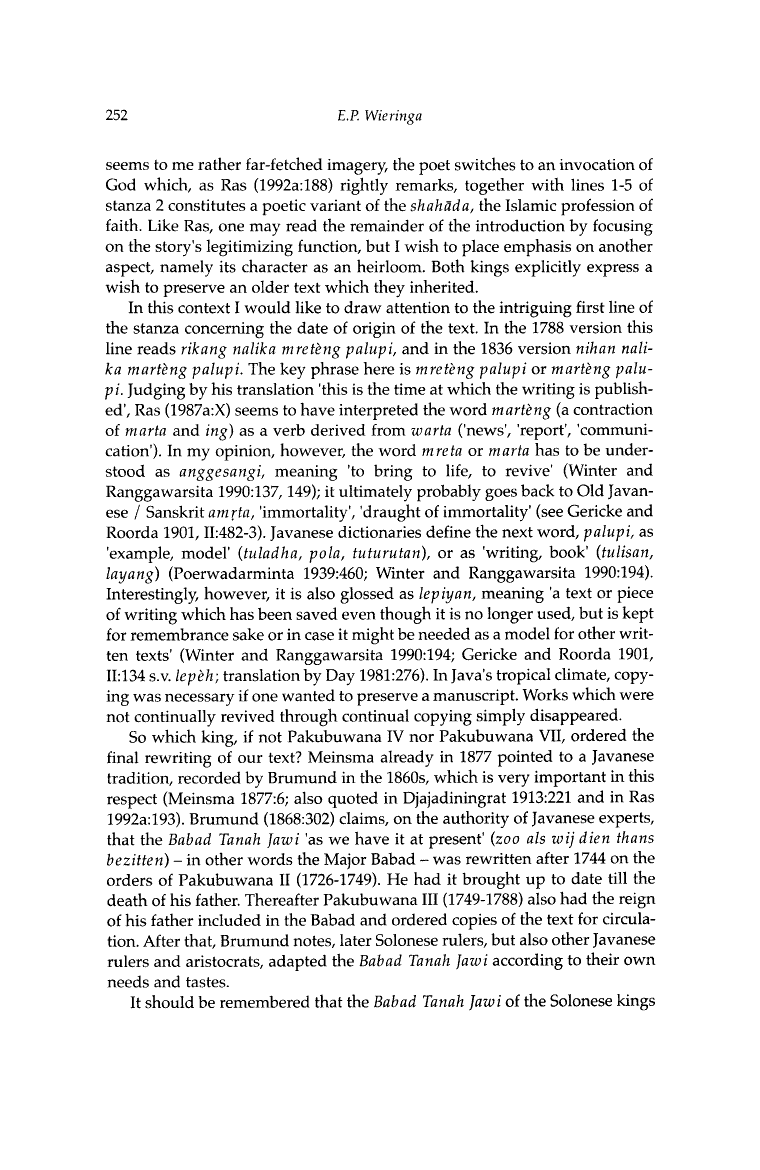 252
E.P. Wieringa
seems to me rather far-fetched imagery, the poet switches to an invocation of
God which, as Ras (1992a:188) rightly remarks, together with lines 1-5 of
stanza 2 constitutes a poetic variant of the shahāda, the Islamic profession of
faith. Like Ras, one may read the remainder of the introduction by focusing
on the story's legitimizing function, but I wish to place emphasis on another
aspect, namely its character as an heirloom. Both kings explicitly express a
wish to preserve an older text which they inherited.
In this context I would like to draw attention to the intriguing first line of
the stanza concerning the date of origin of the text. In the 1788 version this
line reads rikang nalika mretèng palupi, and in the 1836 version nihan nali-
ka martèng palupi. The key phrase here is mretèng palupi or martèng palu-
pi. Judging by his translation 'this is the time at which the writing is publish-
ed', Ras (1987a:X) seems to have interpreted the word martèng (a contraction
of marta and ing) as a verb derived from warta ('news', 'report', 'communi-
cation'). In my opinion, however, the word mreta or marta has to be under-
stood as anggesangi, meaning 'to bring to life, to revive' (Winter and
Ranggawarsita 1990:137, 149); it ultimately probably goes back to Old Javan-
ese / Sanskrit amṛta, 'immortality', 'draught of immortality' (see Gericke and
Roorda 1901, II:482-3). Javanese dictionaries define the next word, palupi, as
'example, model' (tuladha, pola, tuturutan), or as 'writing, book' (tulisan,
layang) (Poerwadarminta 1939:460; Winter and Ranggawarsita 1990:194).
Interestingly, however, it is also glossed as lepiyan, meaning 'a text or piece
of writing which has been saved even though it is no longer used, but is kept
for remembrance sake or in case it might be needed as a model for other writ-
ten texts' (Winter and Ranggawarsita 1990:194; Gericke and Roorda 1901,
II:134 s.v. lepèh; translation by Day 1981:276). In Java's tropical climate, copy-
ing was necessary if one wanted to preserve a manuscript. Works which were
not continually revived through continual copying simply disappeared.
So which king, if not Pakubuwana IV nor Pakubuwana VII, ordered the
final rewriting of our text? Meinsma already in 1877 pointed to a Javanese
tradition, recorded by Brumund in the 1860s, which is very important in this
respect (Meinsma 1877:6; also quoted in Djajadiningrat 1913:221 and in Ras
1992a:193). Brumund (1868:302) claims, on the authority of Javanese experts,
that the Babad Tanah Jawi 'as we have it at present' (zoo als wij dien thans
bezitten) – in other words the Major Babad – was rewritten after 1744 on the
orders of Pakubuwana II (1726-1749). He had it brought up to date till the
death of his father. Thereafter Pakubuwana III (1749-1788) also had the reign
of his father included in the Babad and ordered copies of the text for circula-
tion. After that, Brumund notes, later Solonese rulers, but also other Javanese
rulers and aristocrats, adapted the Babad Tanah Jawi according to their own
needs and tastes.
It should be remembered that the Babad Tanah Jawi of the Solonese kings